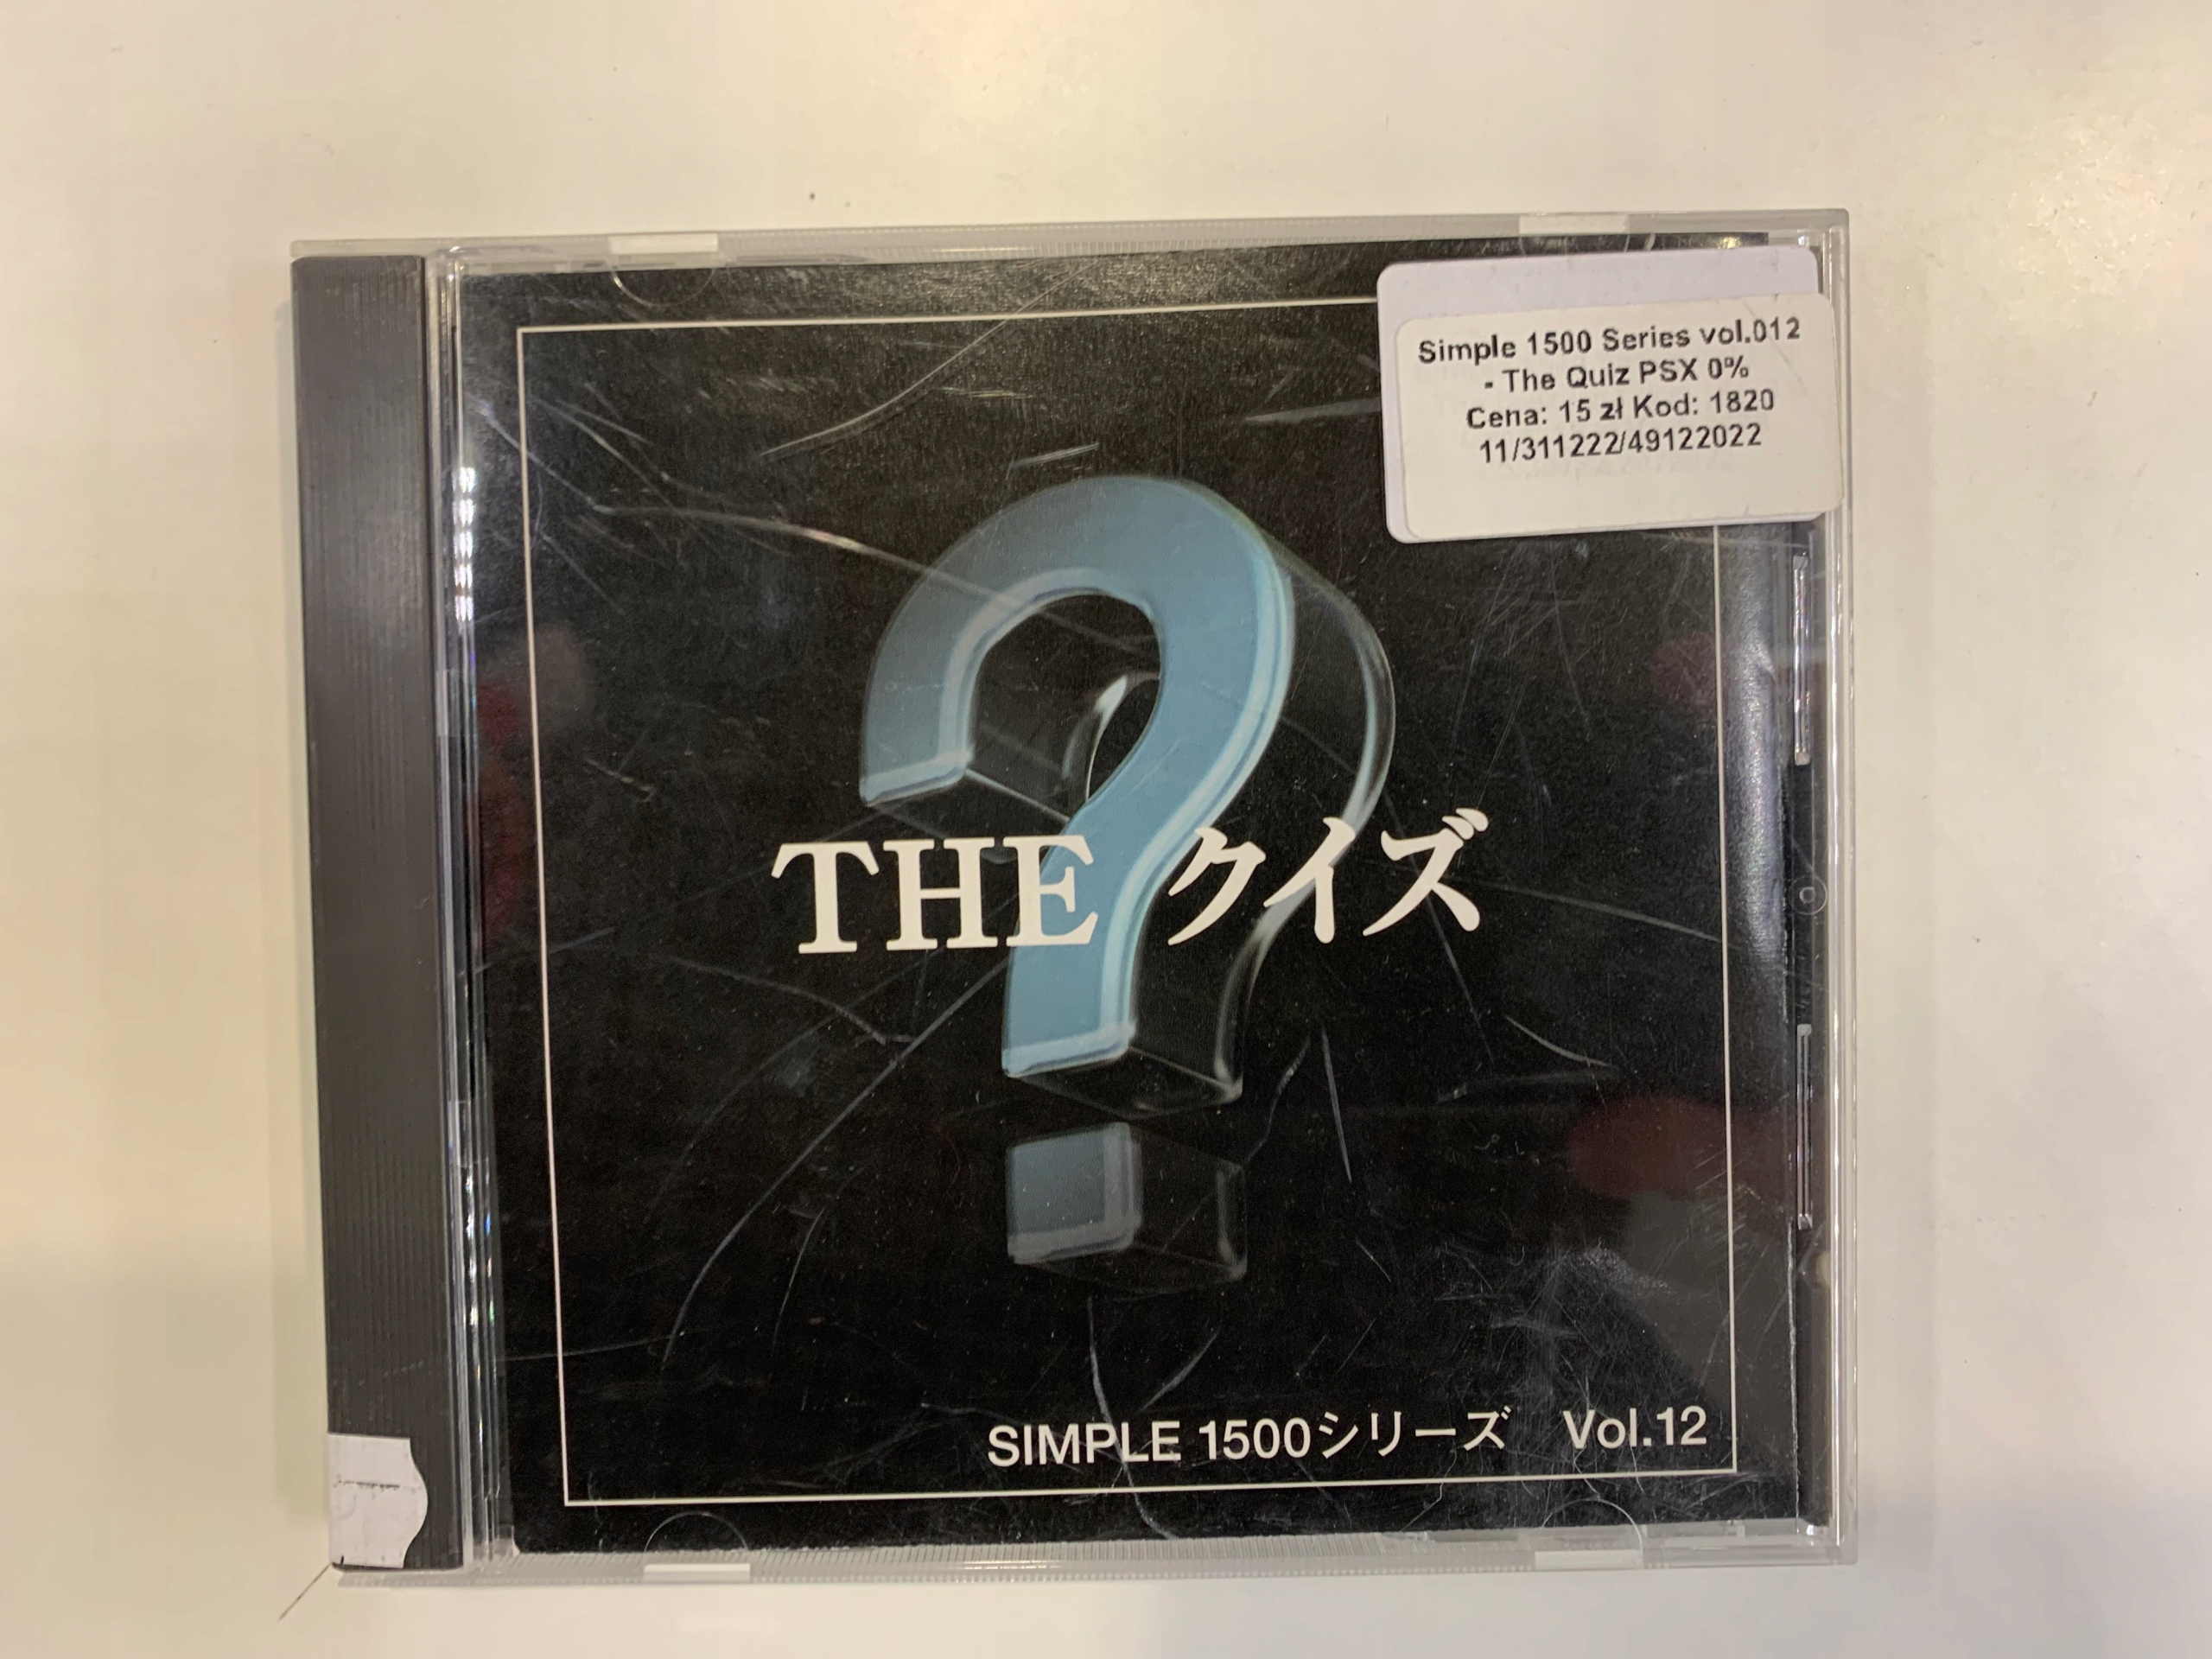 Simple 1500 Series vol.012
- The Quiz PSX 0%
Cena: 15 zł Kod: 1820
11/311222/49122022
THE クイズ
SIMPLE 1500シリーズ Vol.12